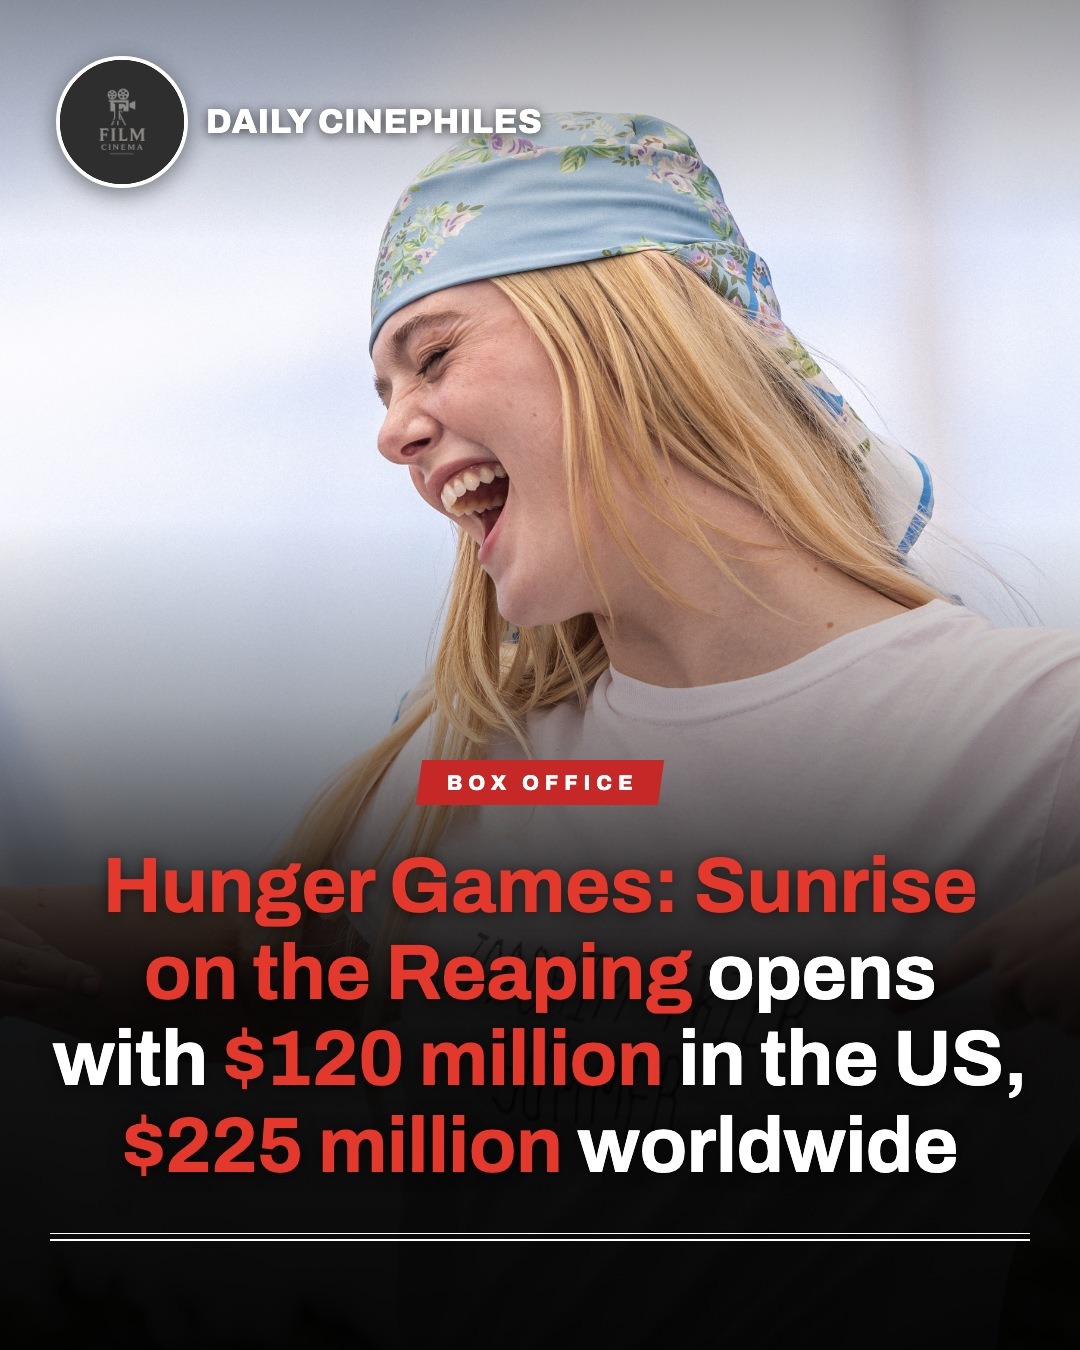 FILM
CINEMA
DAILY CINEPHILES
BOX OFFICE
Hunger Games: Sunrise
on the Reaping opens
with $120 million in the US,
$225 million worldwide